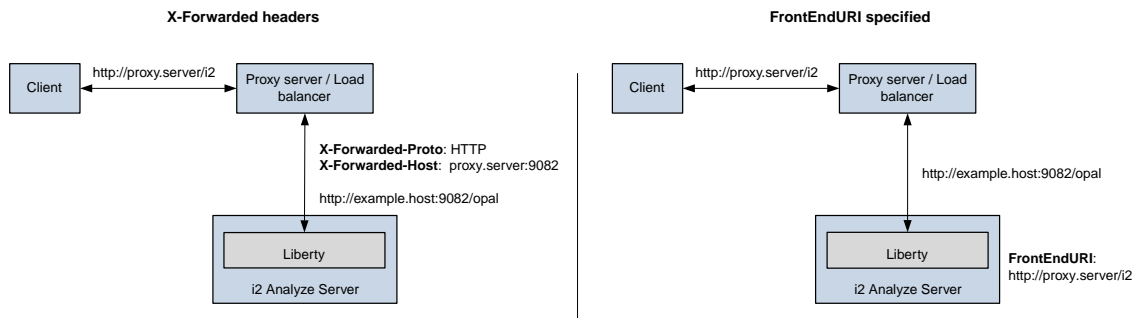 X-Forwarded headers
Client
http://proxy.server/i2
Proxy server / Load
balancer
X-Forwarded-Proto: HTTP
X-Forwarded-Host: proxy.server:9082
http://example.host:9082/opal
Liberty
i2 Analyze Server
FrontEndURI specified
Client
http://proxy.server/i2
Proxy server / Load
balancer
http://example.host:9082/opal
Liberty
i2 Analyze Server
FrontEndURI:
http://proxy.server/i2